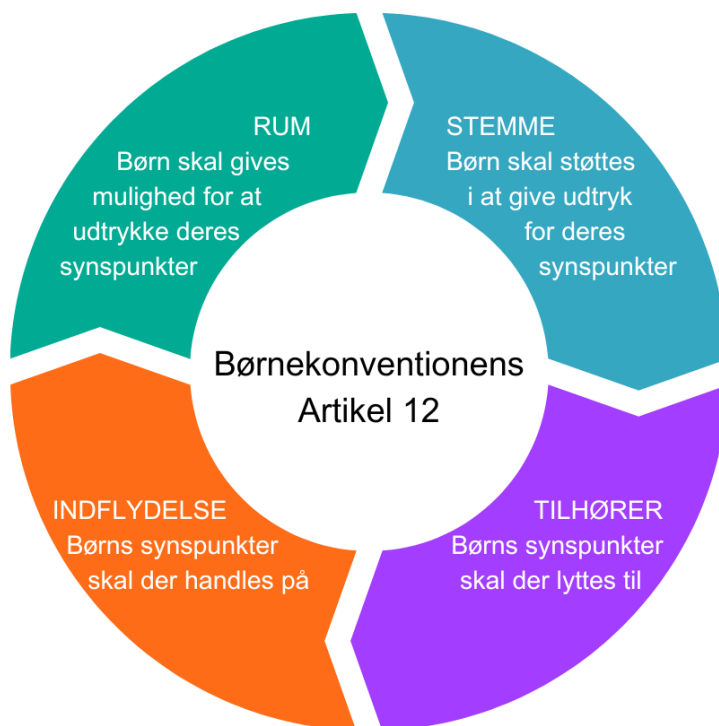 RUM
Børn skal gives
mulighed for at
udtrykke deres
synspunkter
STEMME
Børn skal støttes
i at give udtryk
for deres
synspunkter
Børnekonventionens
Artikel 12
INDFLYDELSE
Børns synspunkter
skal der handles på
TILHØRER
Børns synspunkter
skal der lyttes til